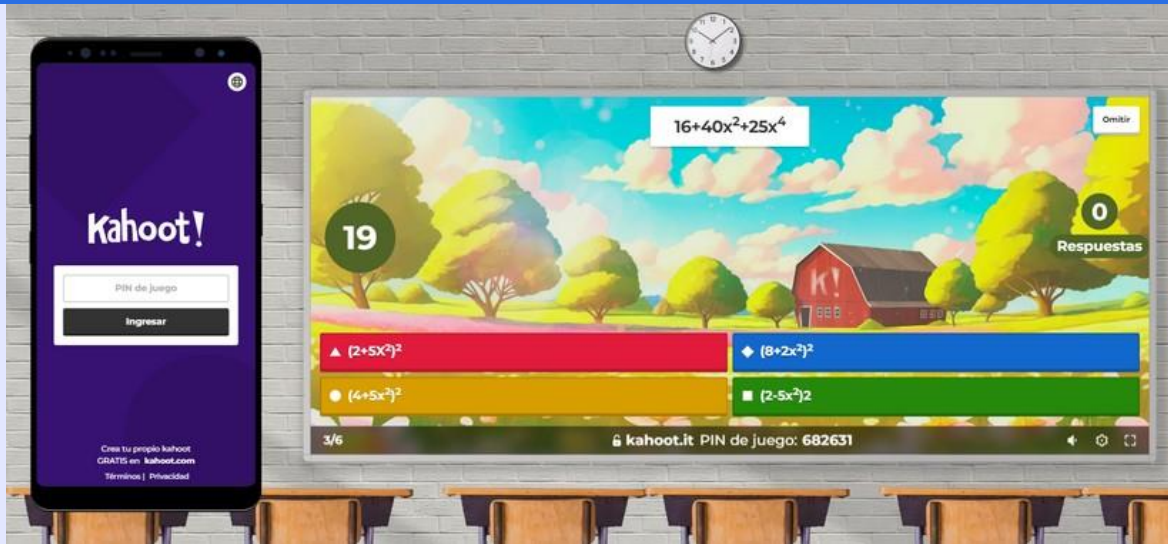 Kahoot!
PIN de juego
Ingresar
Crea tu propio kahoot
GRATIS en kahoot.com
Términos | Privacidad
16+40x²+25x⁴
Omitir
19
0
Respuestas
K!
(2+5X²)²
(8+2x²)²
(4+5x²)²
(2-5x²)2
3/6
kahoot.it PIN de juego: 682631